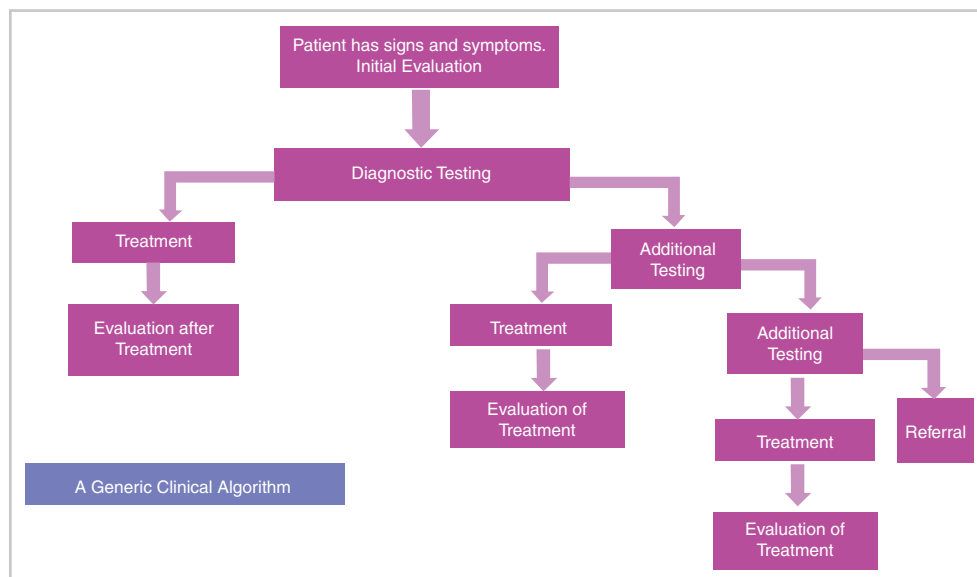 Patient has signs and symptoms.
Initial Evaluation
Diagnostic Testing
Treatment
Evaluation after
Treatment
Additional
Testing
Treatment
Evaluation of
Treatment
Additional
Testing
Treatment
Evaluation of
Treatment
Referral
A Generic Clinical Algorithm